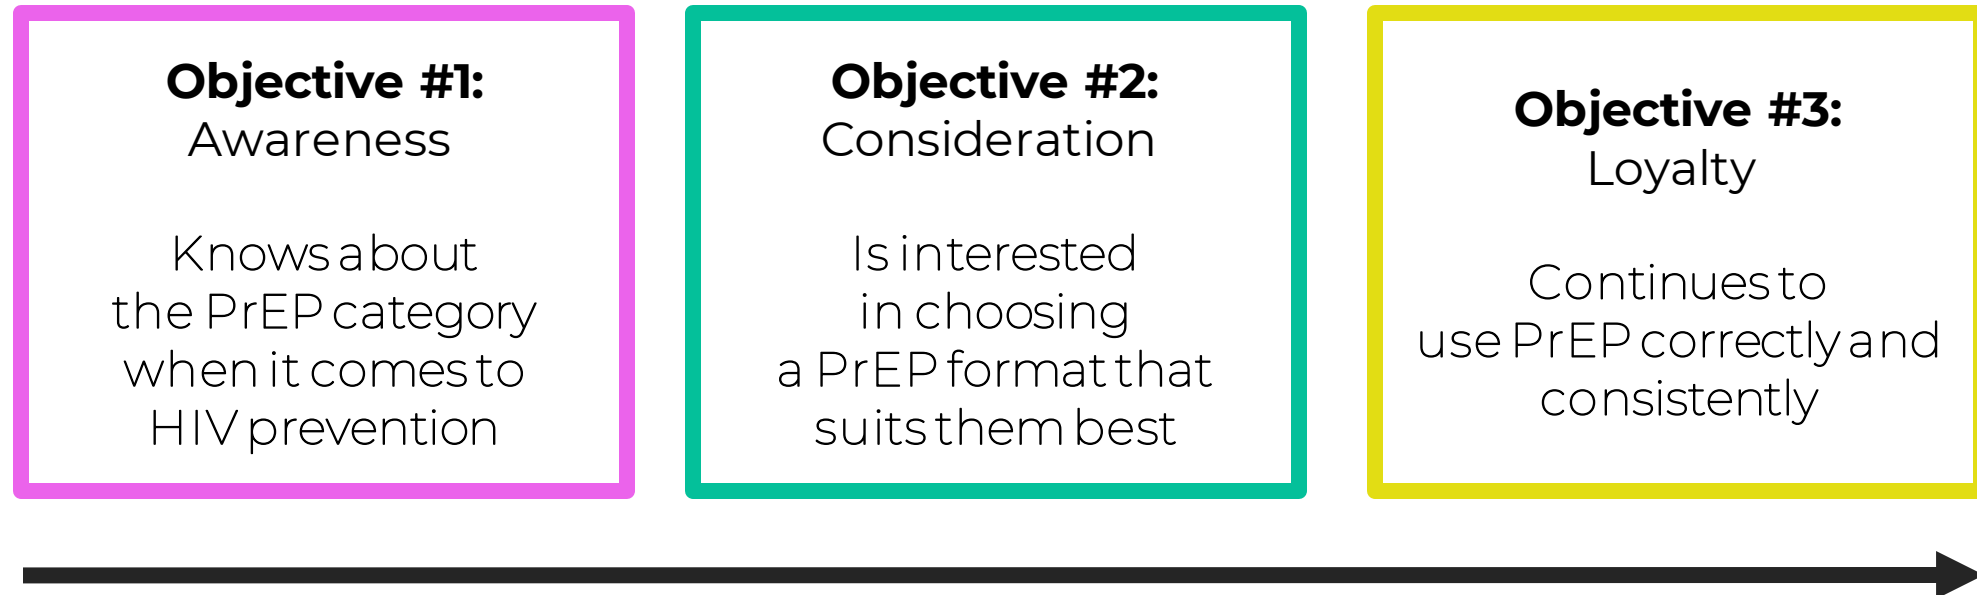 Objective #1:
Awareness
Knows about
the PrEP category
when it comes to
HIV prevention
Objective #2:
Consideration
Is interested
in choosing
a PrEP format that
suits them best
Objective #3:
Loyalty
Continues to
use PrEP correctly and
consistently